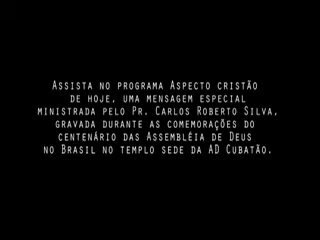 Assista no programa Aspecto cristão
de hoje, uma mensagem especial
ministrada pelo Pr. Carlos Roberto Silva,
gravada durante as comemorações do
centenário das Assembléia de Deus
no Brasil no templo sede da AD Cubatão.